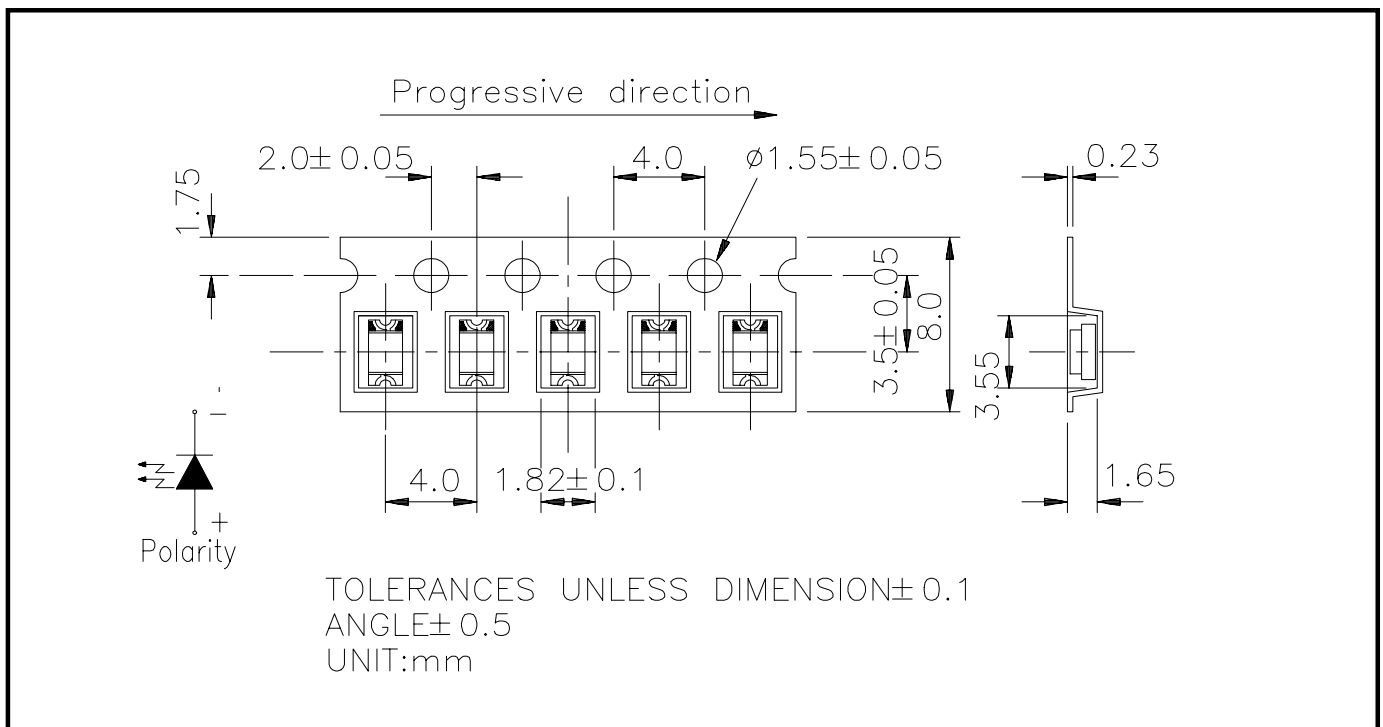 Progressive direction
2.0±0.05
4.0
ø1.55±0.05
0.23
1.75
3.5±0.05
8.0
3.55
-
4.0
1.82±0.1
1.65
+
Polarity
TOLERANCES UNLESS DIMENSION±0.1
ANGLE±0.5
UNIT:mm